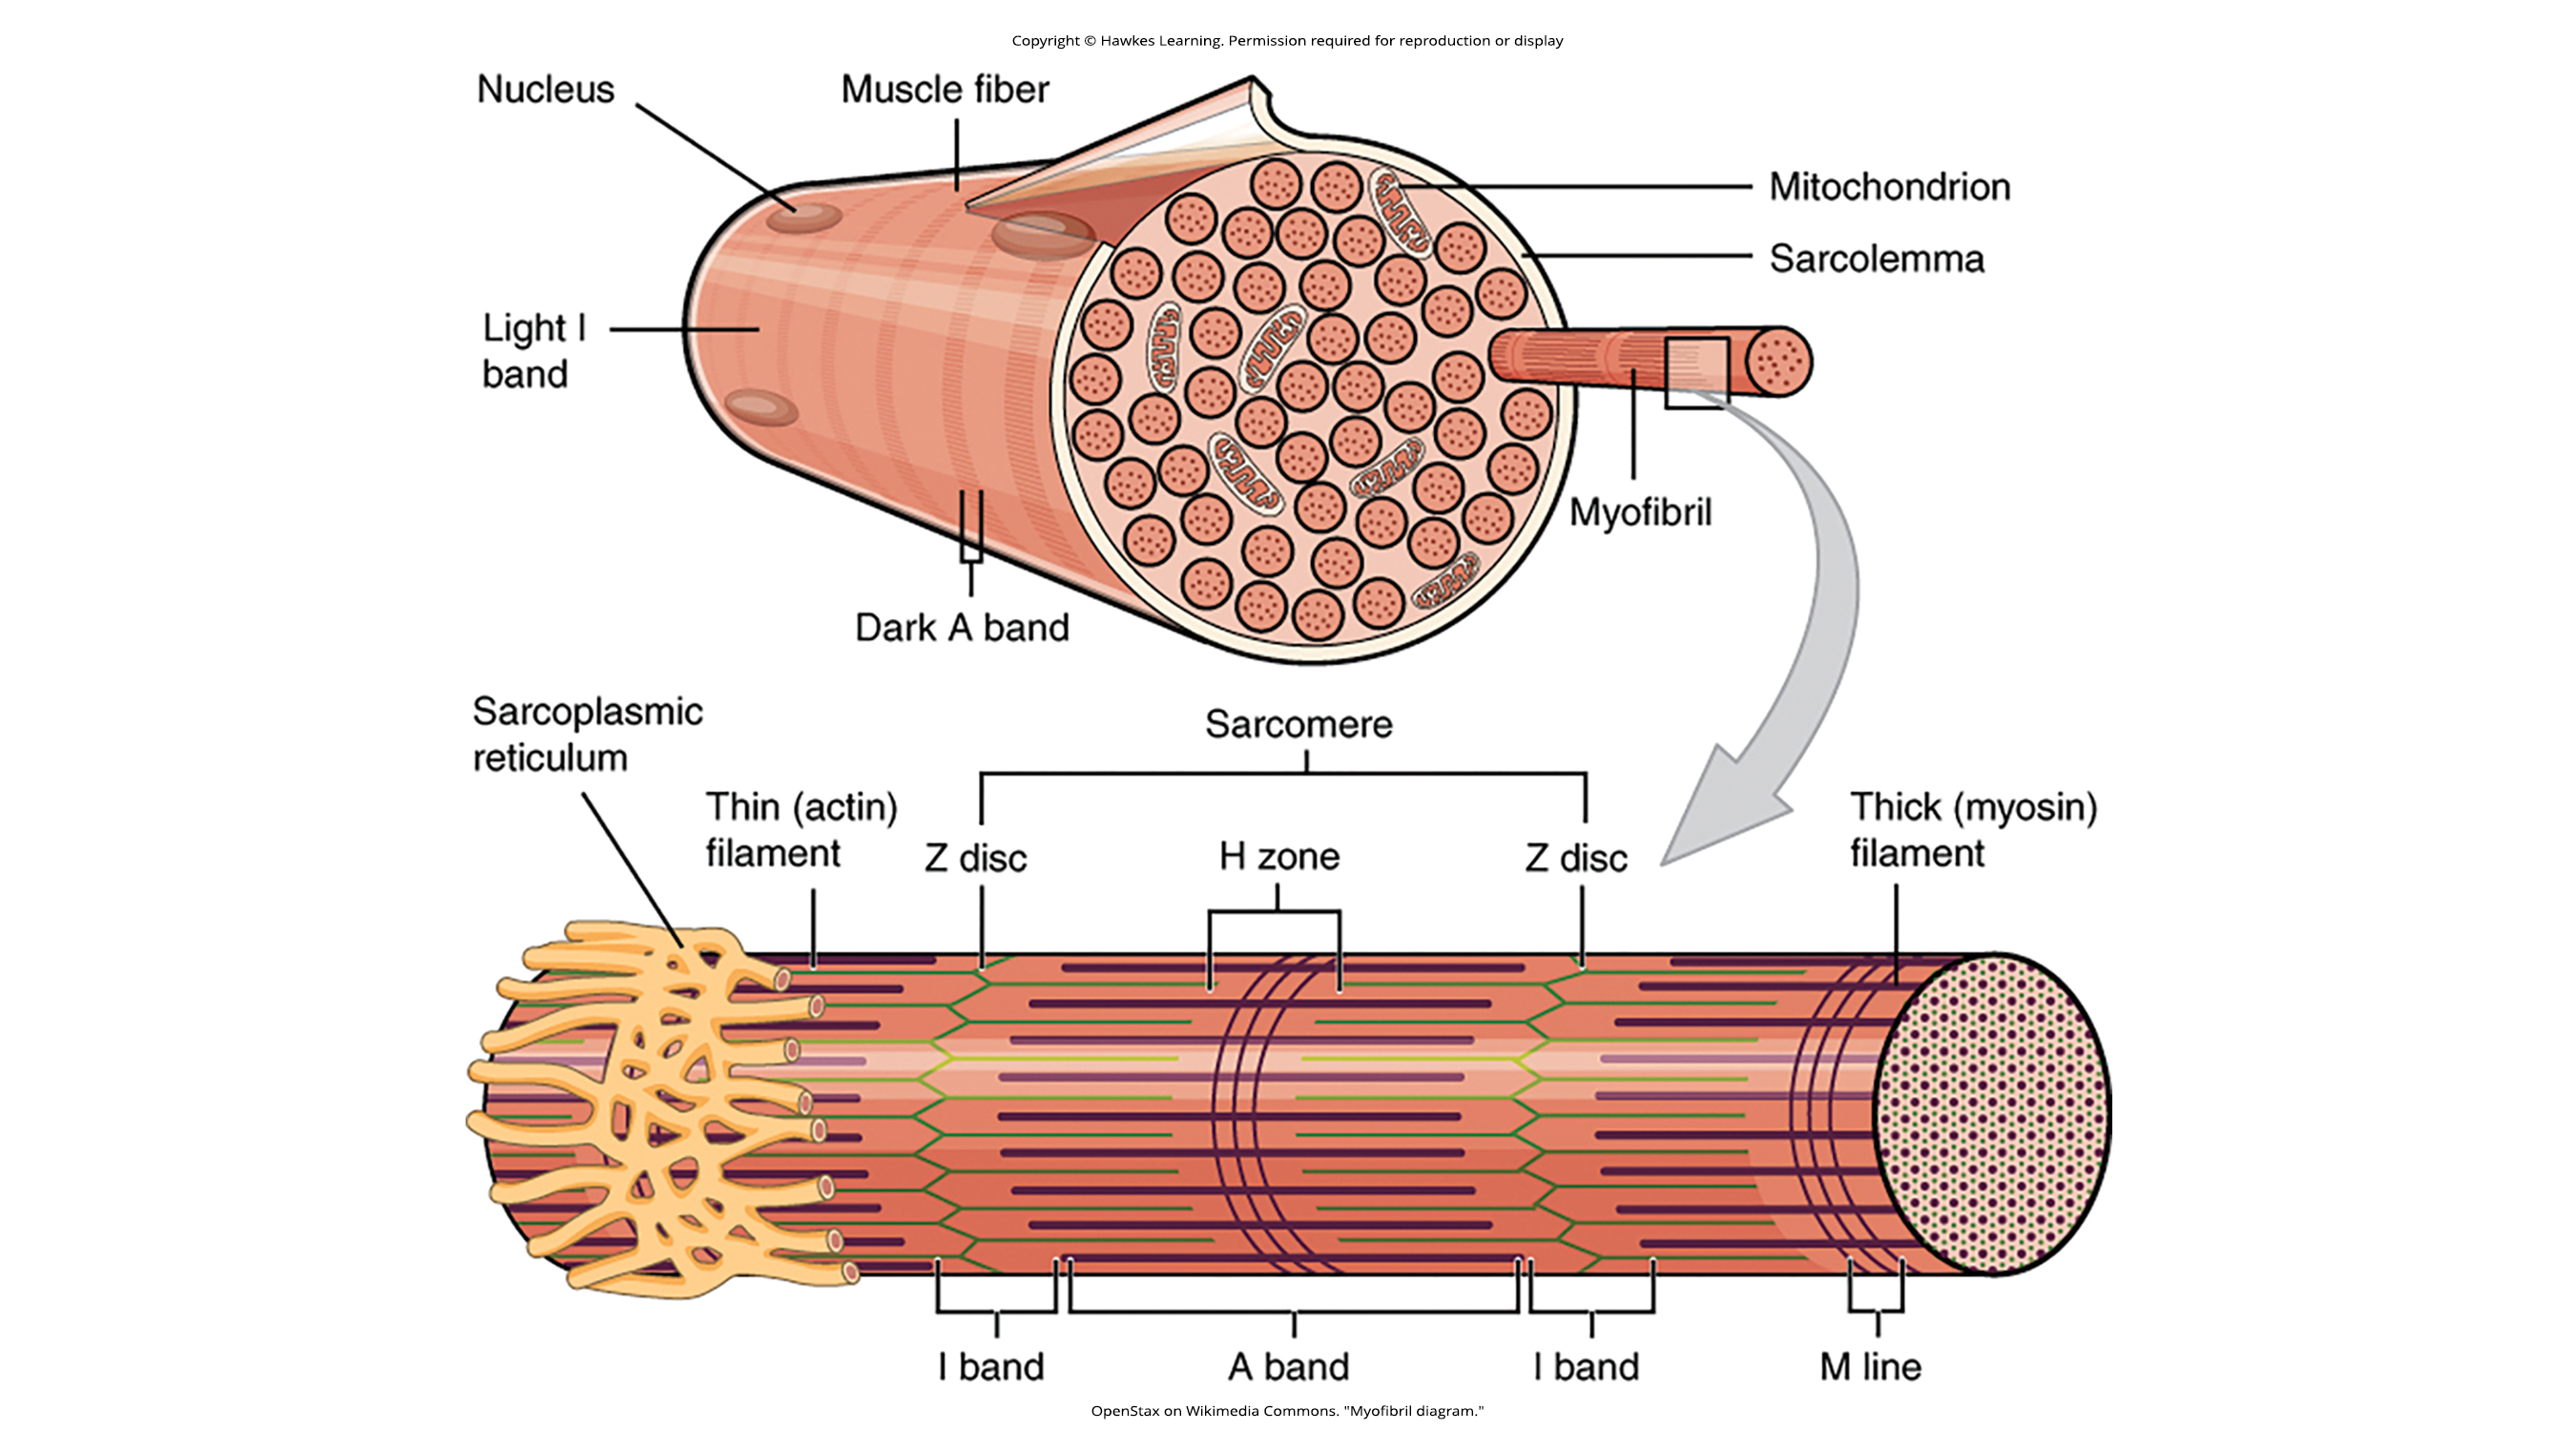 Copyright © Hawkes Learning. Permission required for reproduction or display
Nucleus
Muscle fiber
Mitochondrion
Sarcolemma
Light I
band
Myofibril
Dark A band
Sarcoplasmic
reticulum
Sarcomere
Thin (actin)
filament
Z disc
H zone
Z disc
Thick (myosin)
filament
I band
A band
I band
M line
OpenStax on Wikimedia Commons. "Myofibril diagram."